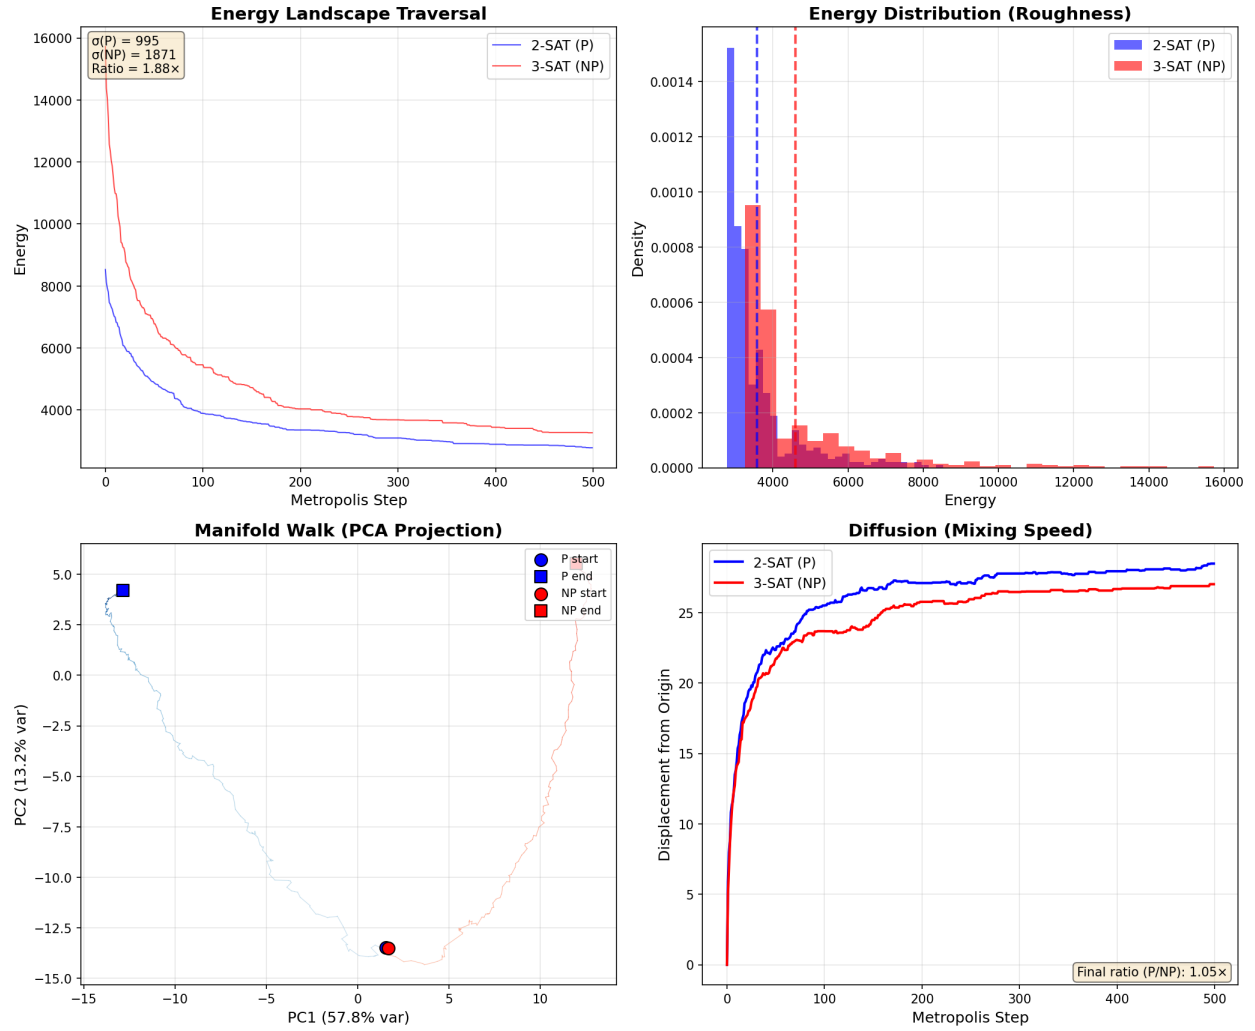 Energy Landscape Traversal
σ(P) = 995
σ(NP) = 1871
Ratio = 1.88×
2-SAT (P)
3-SAT (NP)
16000
14000
12000
10000
8000
6000
4000
Energy
0
100
200
300
400
500
Metropolis Step
Energy Distribution (Roughness)
2-SAT (P)
3-SAT (NP)
0.0014
0.0012
0.0010
0.0008
0.0006
0.0004
0.0002
0.0000
Density
4000
6000
8000
10000
12000
14000
16000
Energy
Manifold Walk (PCA Projection)
P start
P end
NP start
NP end
5.0
2.5
0.0
−2.5
−5.0
−7.5
−10.0
−12.5
−15.0
PC2 (13.2% var)
−15
−10
−5
0
5
10
PC1 (57.8% var)
Diffusion (Mixing Speed)
2-SAT (P)
3-SAT (NP)
25
20
15
10
5
0
Displacement from Origin
Final ratio (P/NP): 1.05×
0
100
200
300
400
500
Metropolis Step